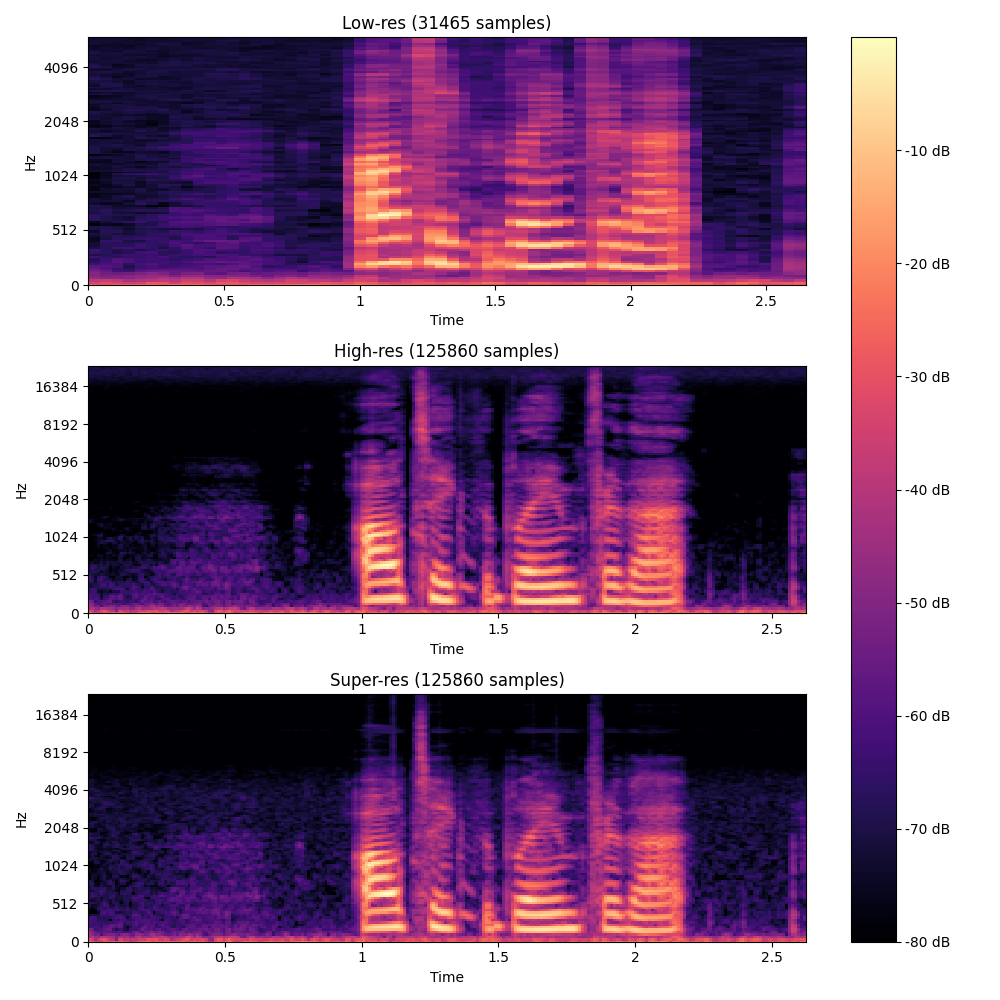 Low-res (31465 samples)
4096
2048
1024
512
0
Hz
0 0.5 1 1.5 2 2.5
Time
High-res (125860 samples)
16384
8192
4096
2048
1024
512
0
Hz
0 0.5 1 1.5 2 2.5
Time
Super-res (125860 samples)
16384
8192
4096
2048
1024
512
0
Hz
0 0.5 1 1.5 2 2.5
Time
-10 dB
-20 dB
-30 dB
-40 dB
-50 dB
-60 dB
-70 dB
-80 dB